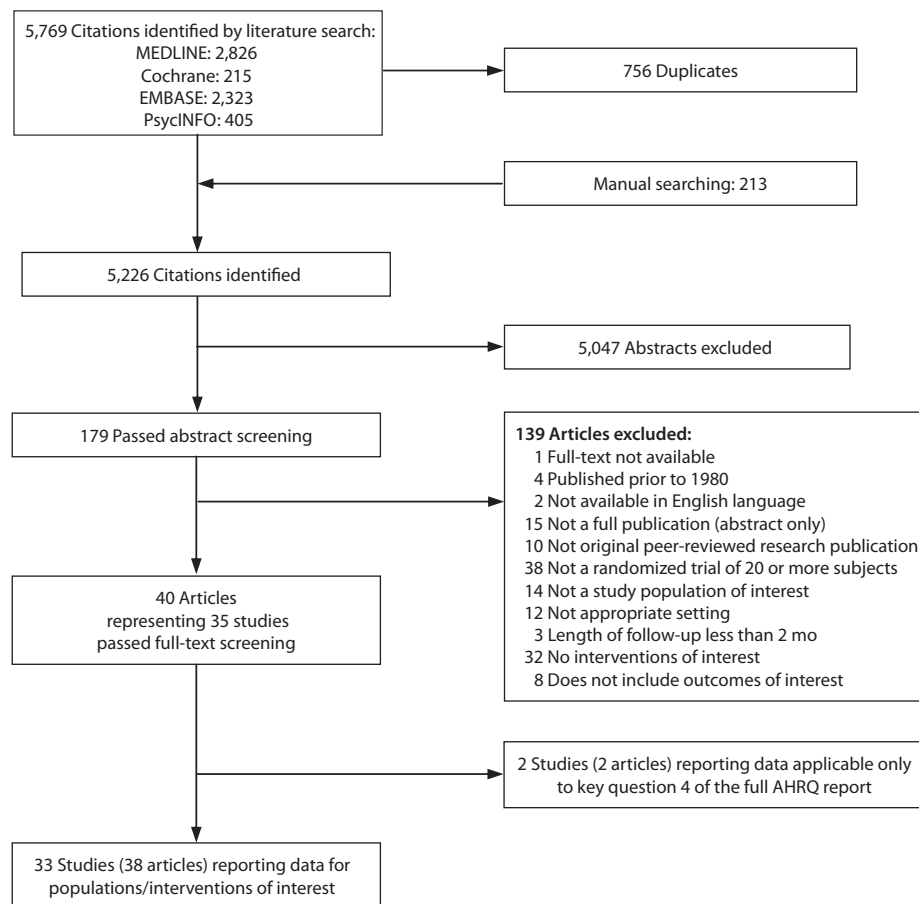 5,769 Citations identified by literature search:
MEDLINE: 2,826
Cochrane: 215
EMBASE: 2,323
PsycINFO: 405
756 Duplicates
Manual searching: 213
5,226 Citations identified
5,047 Abstracts excluded
179 Passed abstract screening
139 Articles excluded:
1 Full-text not available
4 Published prior to 1980
2 Not available in English language
15 Not a full publication (abstract only)
10 Not original peer-reviewed research publication
38 Not a randomized trial of 20 or more subjects
14 Not a study population of interest
12 Not appropriate setting
3 Length of follow-up less than 2 mo
32 No interventions of interest
8 Does not include outcomes of interest
40 Articles
representing 35 studies
passed full-text screening
2 Studies (2 articles) reporting data applicable only
to key question 4 of the full AHRQ report
33 Studies (38 articles) reporting data for
populations/interventions of interest